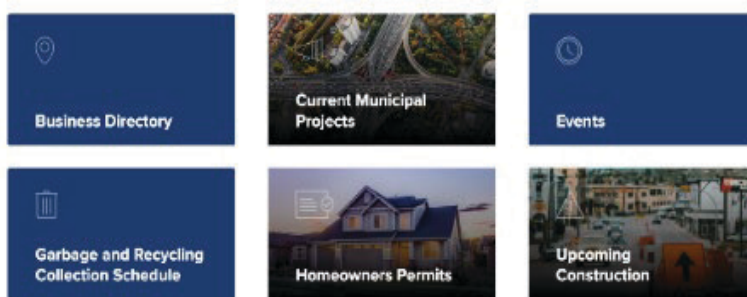 Business Directory
Current Municipal
Projects
Events
Garbage and Recycling
Collection Schedule
Homeowners Permits
Upcoming
Construction